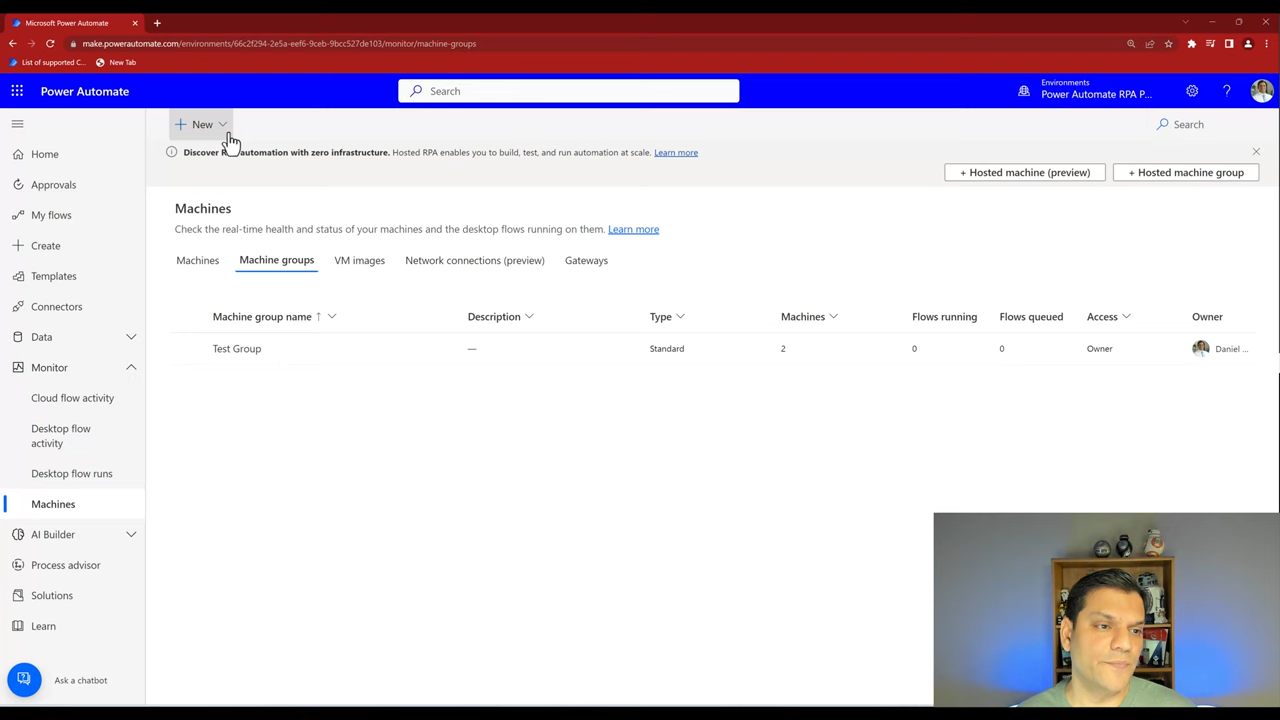 Microsoft Power Automate
make.powerautomate.com/environments/66c2f294-2e5a-eef6-9ceb-9bcc527de103/monitor/machine-groups
List of supported C...
New Tab
Power Automate
Search
Environments
Power Automate RPA P...
New
Search
Discover R automation with zero infrastructure. Hosted RPA enables you to build, test, and run automation at scale. Learn more
+ Hosted machine (preview)
+ Hosted machine group
Home
Approvals
My flows
Create
Templates
Connectors
Data
Monitor
Cloud flow activity
Desktop flow
activity
Desktop flow runs
Machines
AI Builder
Process advisor
Solutions
Learn
Ask a chatbot
Machines
Check the real-time health and status of your machines and the desktop flows running on them. Learn more
Machines Machine groups VM images Network connections (preview) Gateways
Machine group name ↑ Description Type Machines Flows running Flows queued Access Owner
Test Group — Standard 2 0 0 Owner Daniel ...